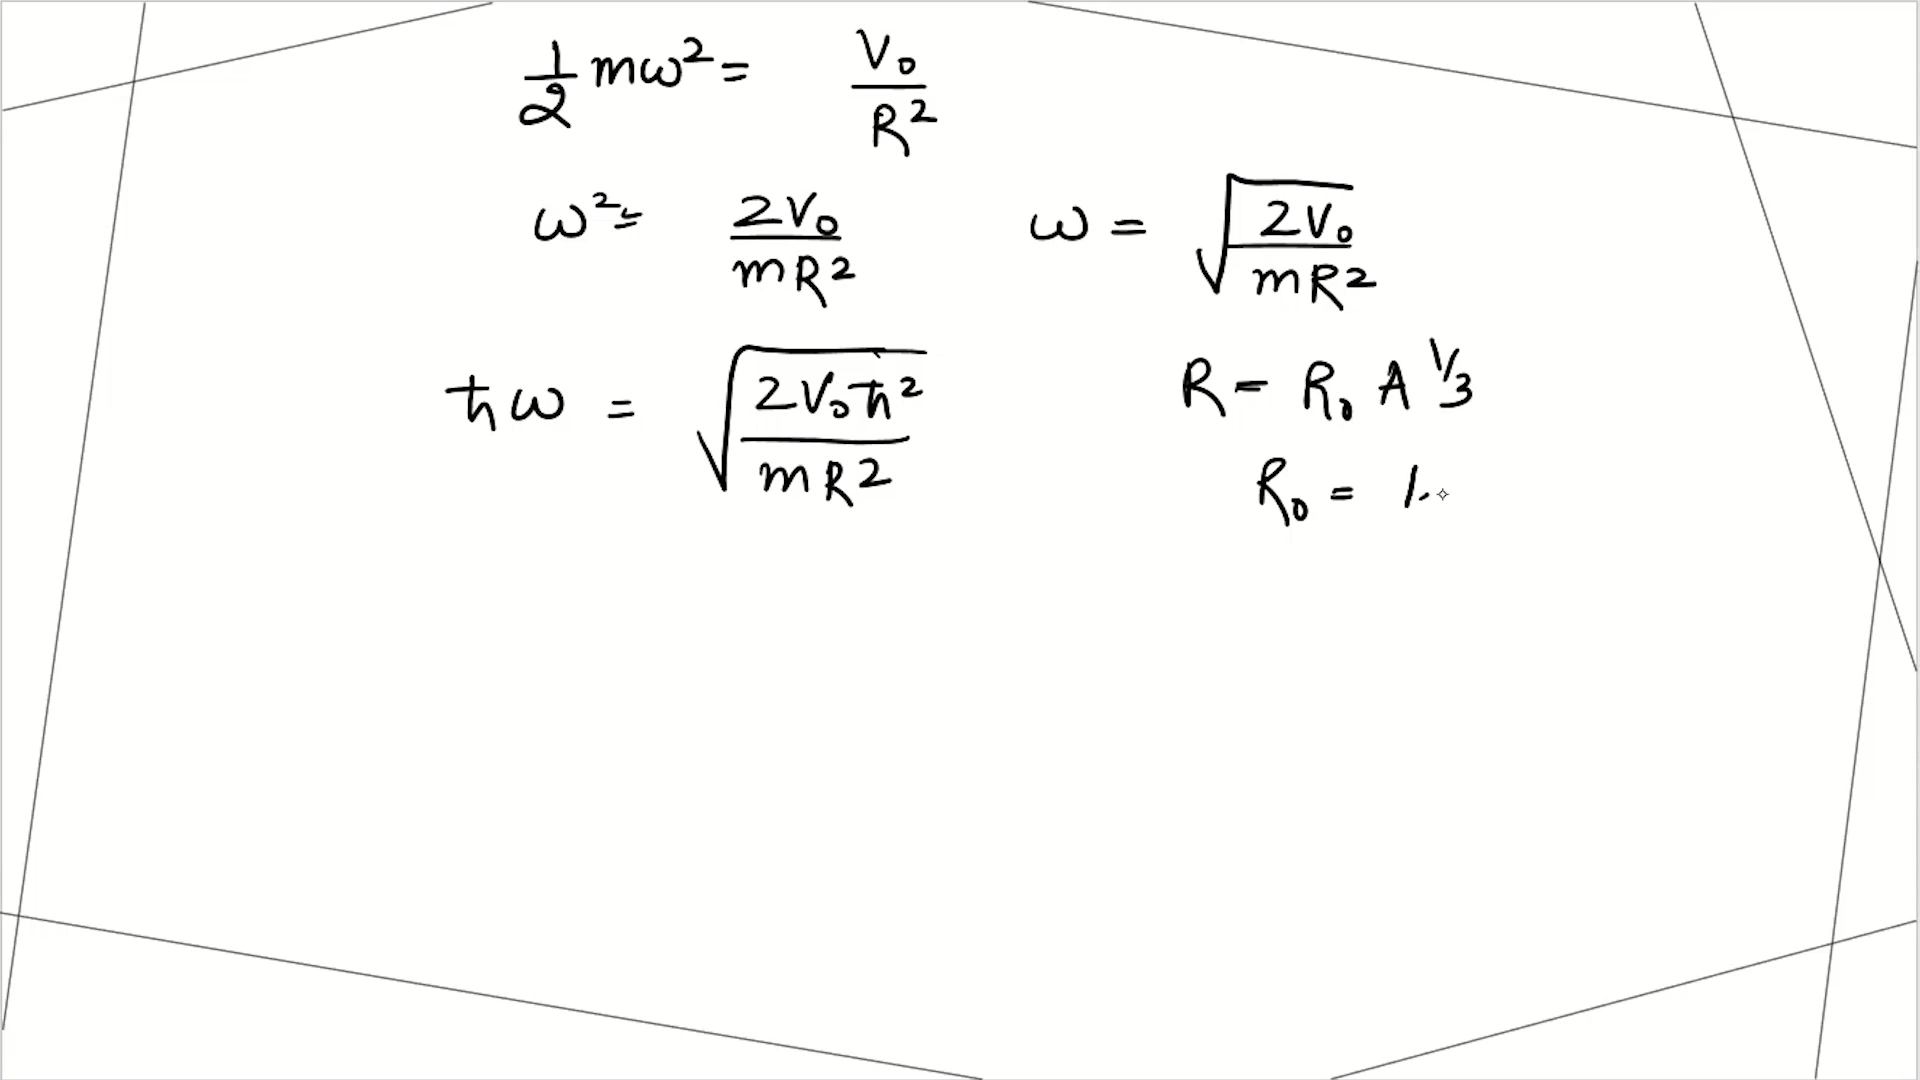 ½ mω² = V₀/R²
ω² = 2V₀/mR² ω = √(2V₀/mR²)
ħω = √(2V₀ħ²/mR²) R = R₀ A^⅓
R₀ = 1.